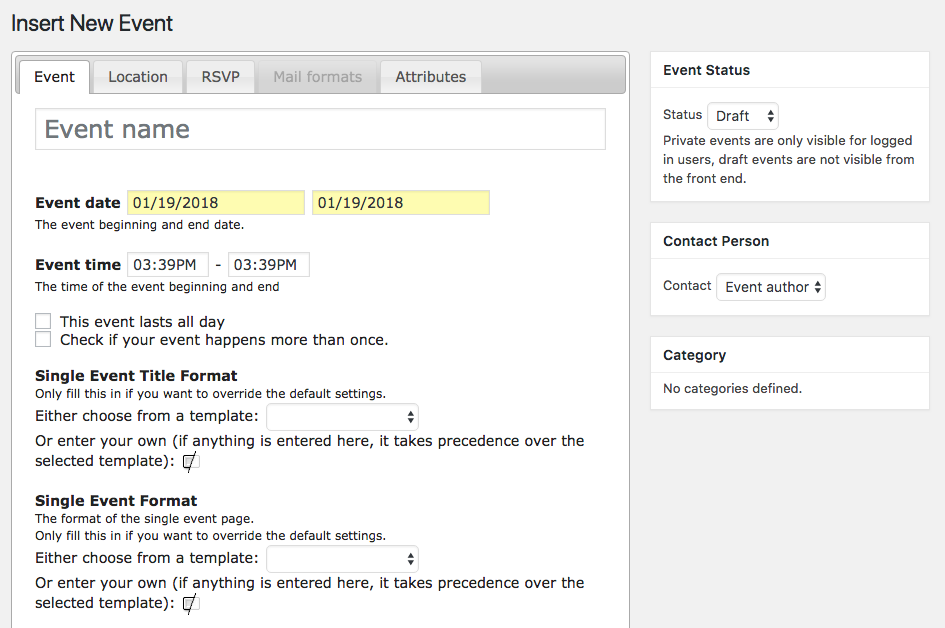 Insert New Event
Event Location RSVP Mail formats Attributes
Event name
Event date 01/19/2018 01/19/2018
The event beginning and end date.
Event time 03:39PM - 03:39PM
The time of the event beginning and end
This event lasts all day
Check if your event happens more than once.
Single Event Title Format
Only fill this in if you want to override the default settings.
Either choose from a template:
Or enter your own (if anything is entered here, it takes precedence over the
selected template):
Single Event Format
The format of the single event page.
Only fill this in if you want to override the default settings.
Either choose from a template:
Or enter your own (if anything is entered here, it takes precedence over the
selected template):
Event Status
Status Draft
Private events are only visible for logged
in users, draft events are not visible from
the front end.
Contact Person
Contact Event author
Category
No categories defined.